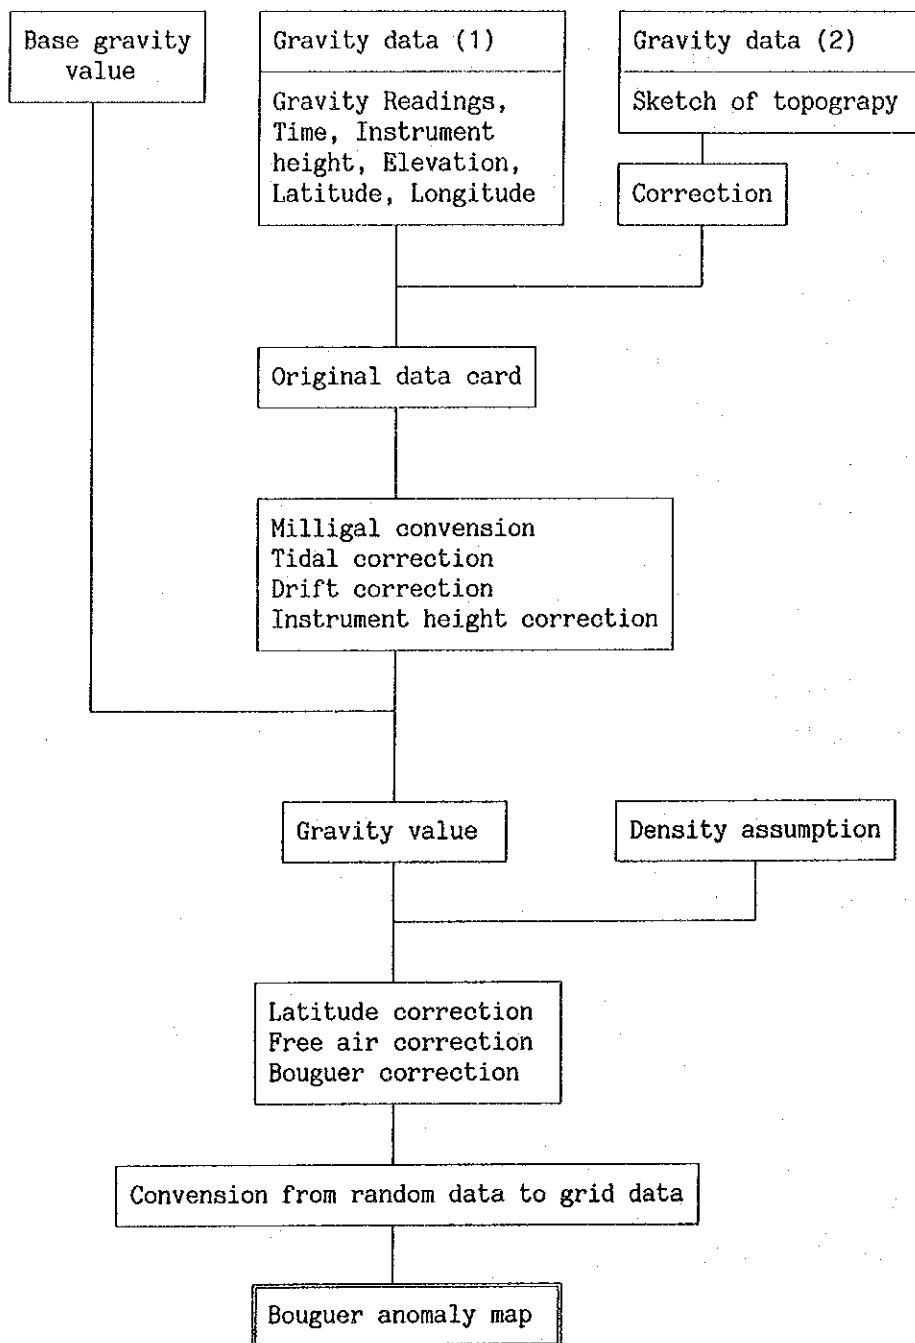 Base gravity
value
Gravity data (1)
Gravity Readings,
Time, Instrument
height, Elevation,
Latitude, Longitude
Gravity data (2)
Sketch of topograpy
Correction
Original data card
Milligal convension
Tidal correction
Drift correction
Instrument height correction
Gravity value
Density assumption
Latitude correction
Free air correction
Bouguer correction
Convension from random data to grid data
Bouguer anomaly map